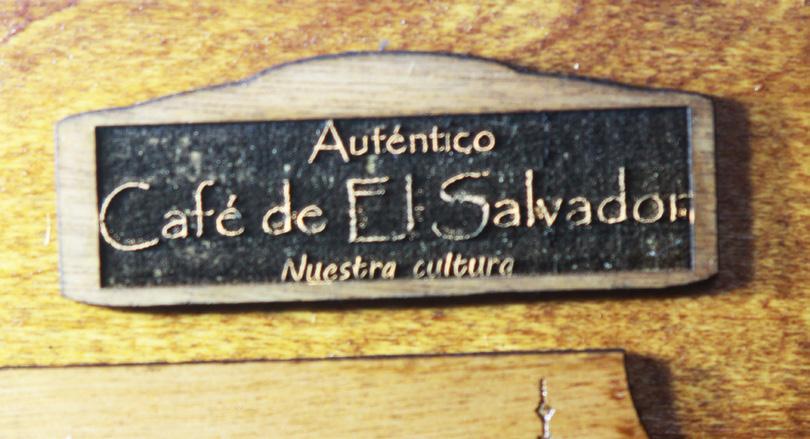 Auténtico
Café de El Salvador
Nuestra cultura